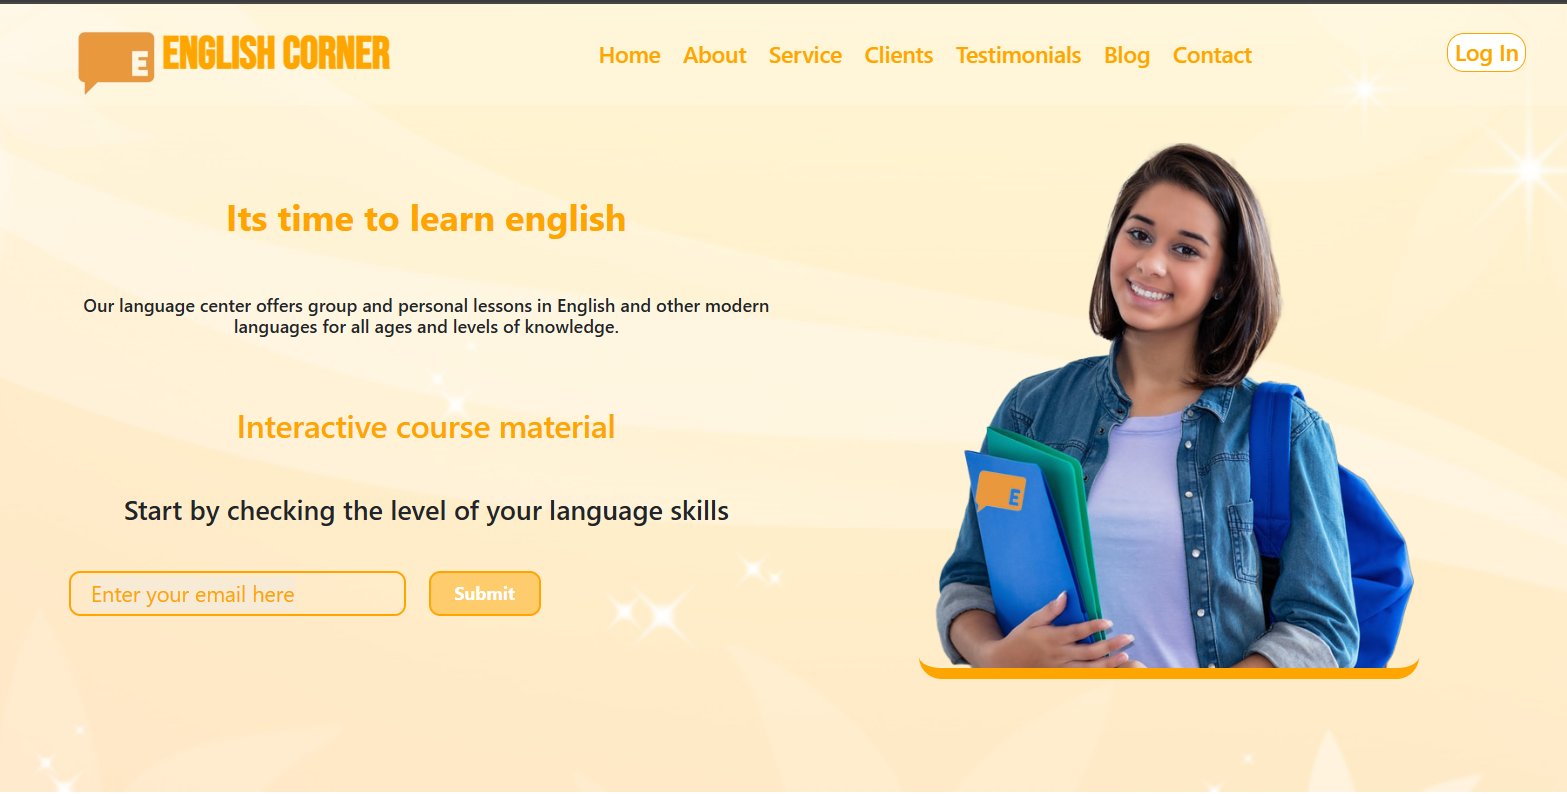 E ENGLISH CORNER
Home About Service Clients Testimonials Blog Contact
Log In
Its time to learn english
Our language center offers group and personal lessons in English and other modern
languages for all ages and levels of knowledge.
Interactive course material
Start by checking the level of your language skills
Enter your email here
Submit
E